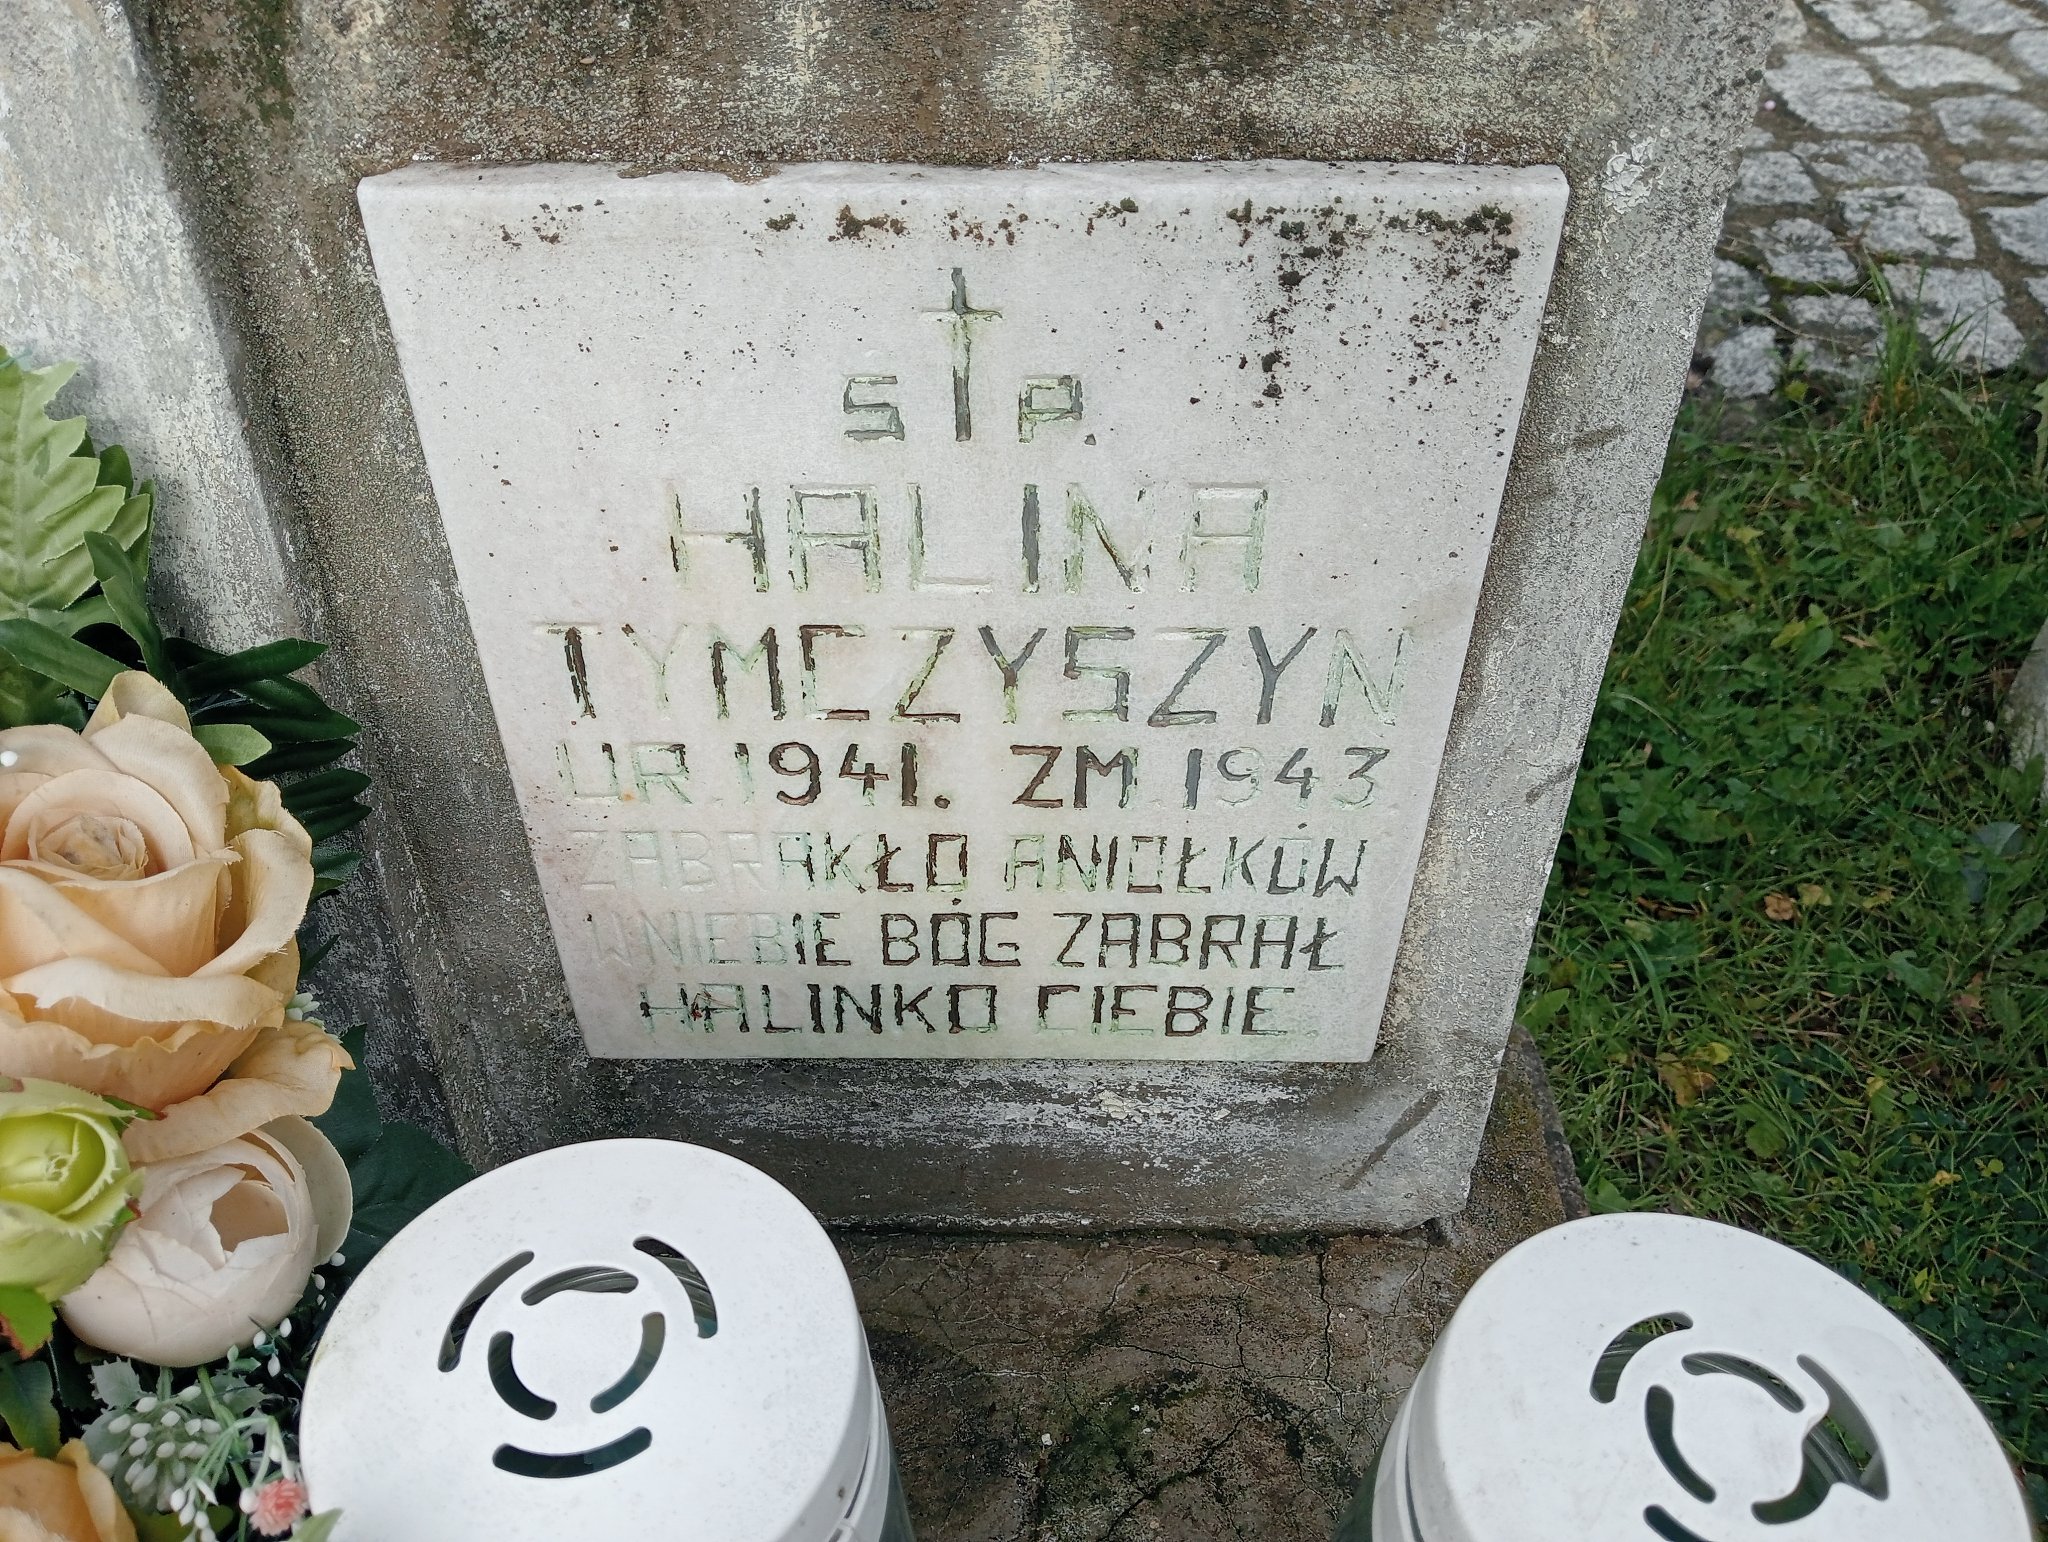 Ś P.
HALINA
TYMCZYSZYN
UR. 1941. ZM. 1943
ZABRAKŁO ANIOŁKÓW
W NIEBIE BÓG ZABRAŁ
HALINKO CIEBIE